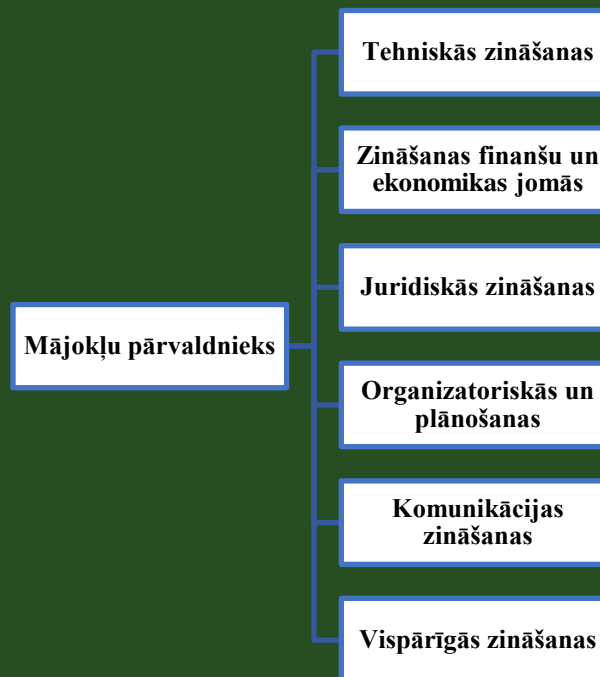 Tehniskās zināšanas
Zināšanas finanšu un
ekonomikas jomās
Juridiskās zināšanas
Mājokļu pārvaldnieks
Organizatoriskās un
plānošanas
Komunikācijas
zināšanas
Vispārīgās zināšanas